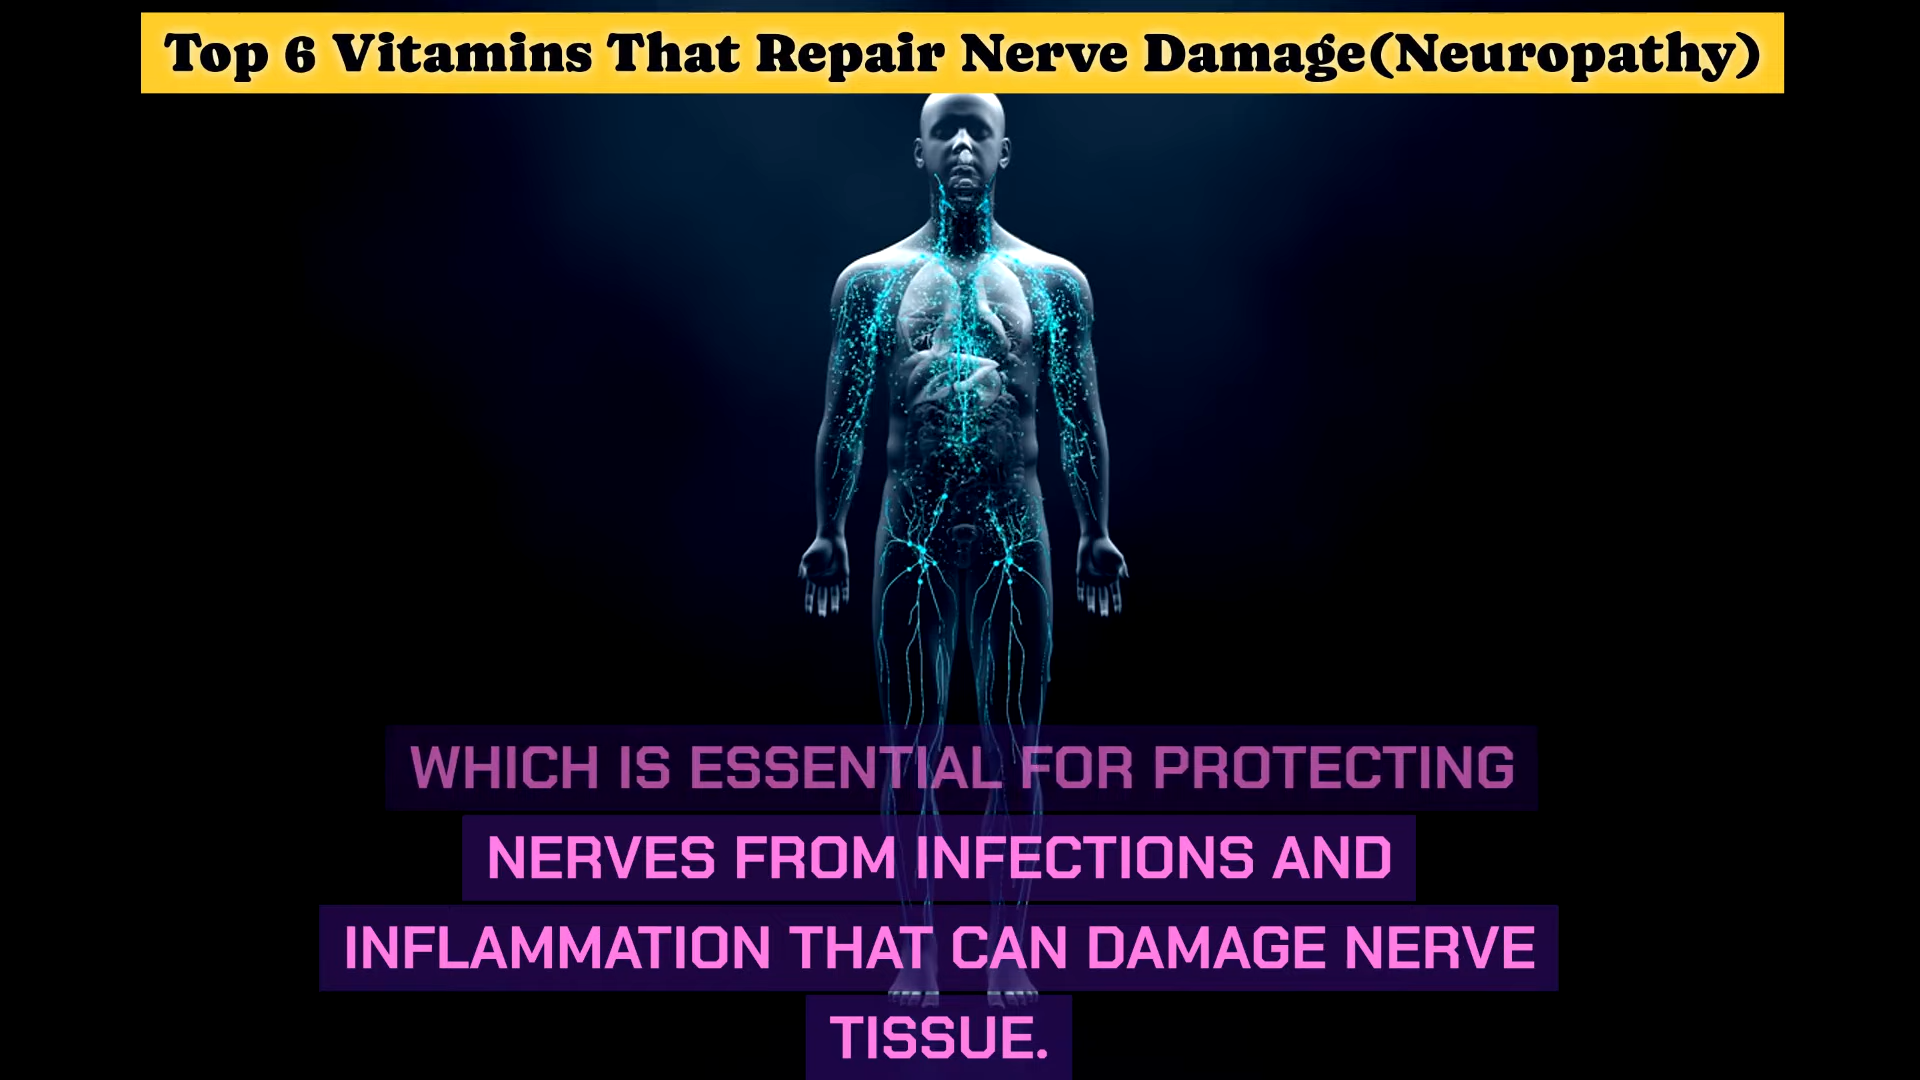 Top 6 Vitamins That Repair Nerve Damage(Neuropathy)
WHICH IS ESSENTIAL FOR PROTECTING
NERVES FROM INFECTIONS AND
INFLAMMATION THAT CAN DAMAGE NERVE
TISSUE.